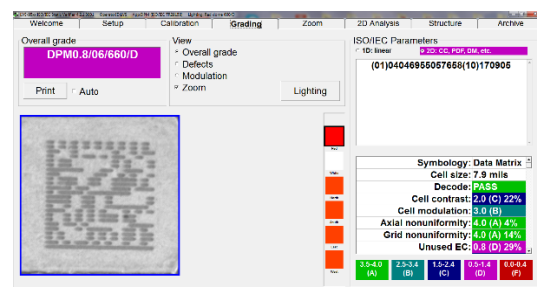 Welcome Setup Calibration Grading Zoom 2D Analysis Structure Archive
Overall grade
DPM0.8/06/660/D
Print Auto
View
Overall grade
Defects
Modulation
Zoom
Lighting
ISO/IEC Parameters
1D: linear 2D: CC, PDF, DM, etc.
(01)04046955057658(10)170905
Symbology: Data Matrix
Cell size: 7.9 mils
Decode: PASS
Cell contrast: 2.0 (C) 22%
Cell modulation: 3.0 (B)
Axial nonuniformity: 4.0 (A) 4%
Grid nonuniformity: 4.0 (A) 14%
Unused EC: 0.8 (D) 29%
3.5-4.0 2.5-3.4 1.5-2.4 0.5-1.4 0.0-0.4
(A) (B) (C) (D) (F)